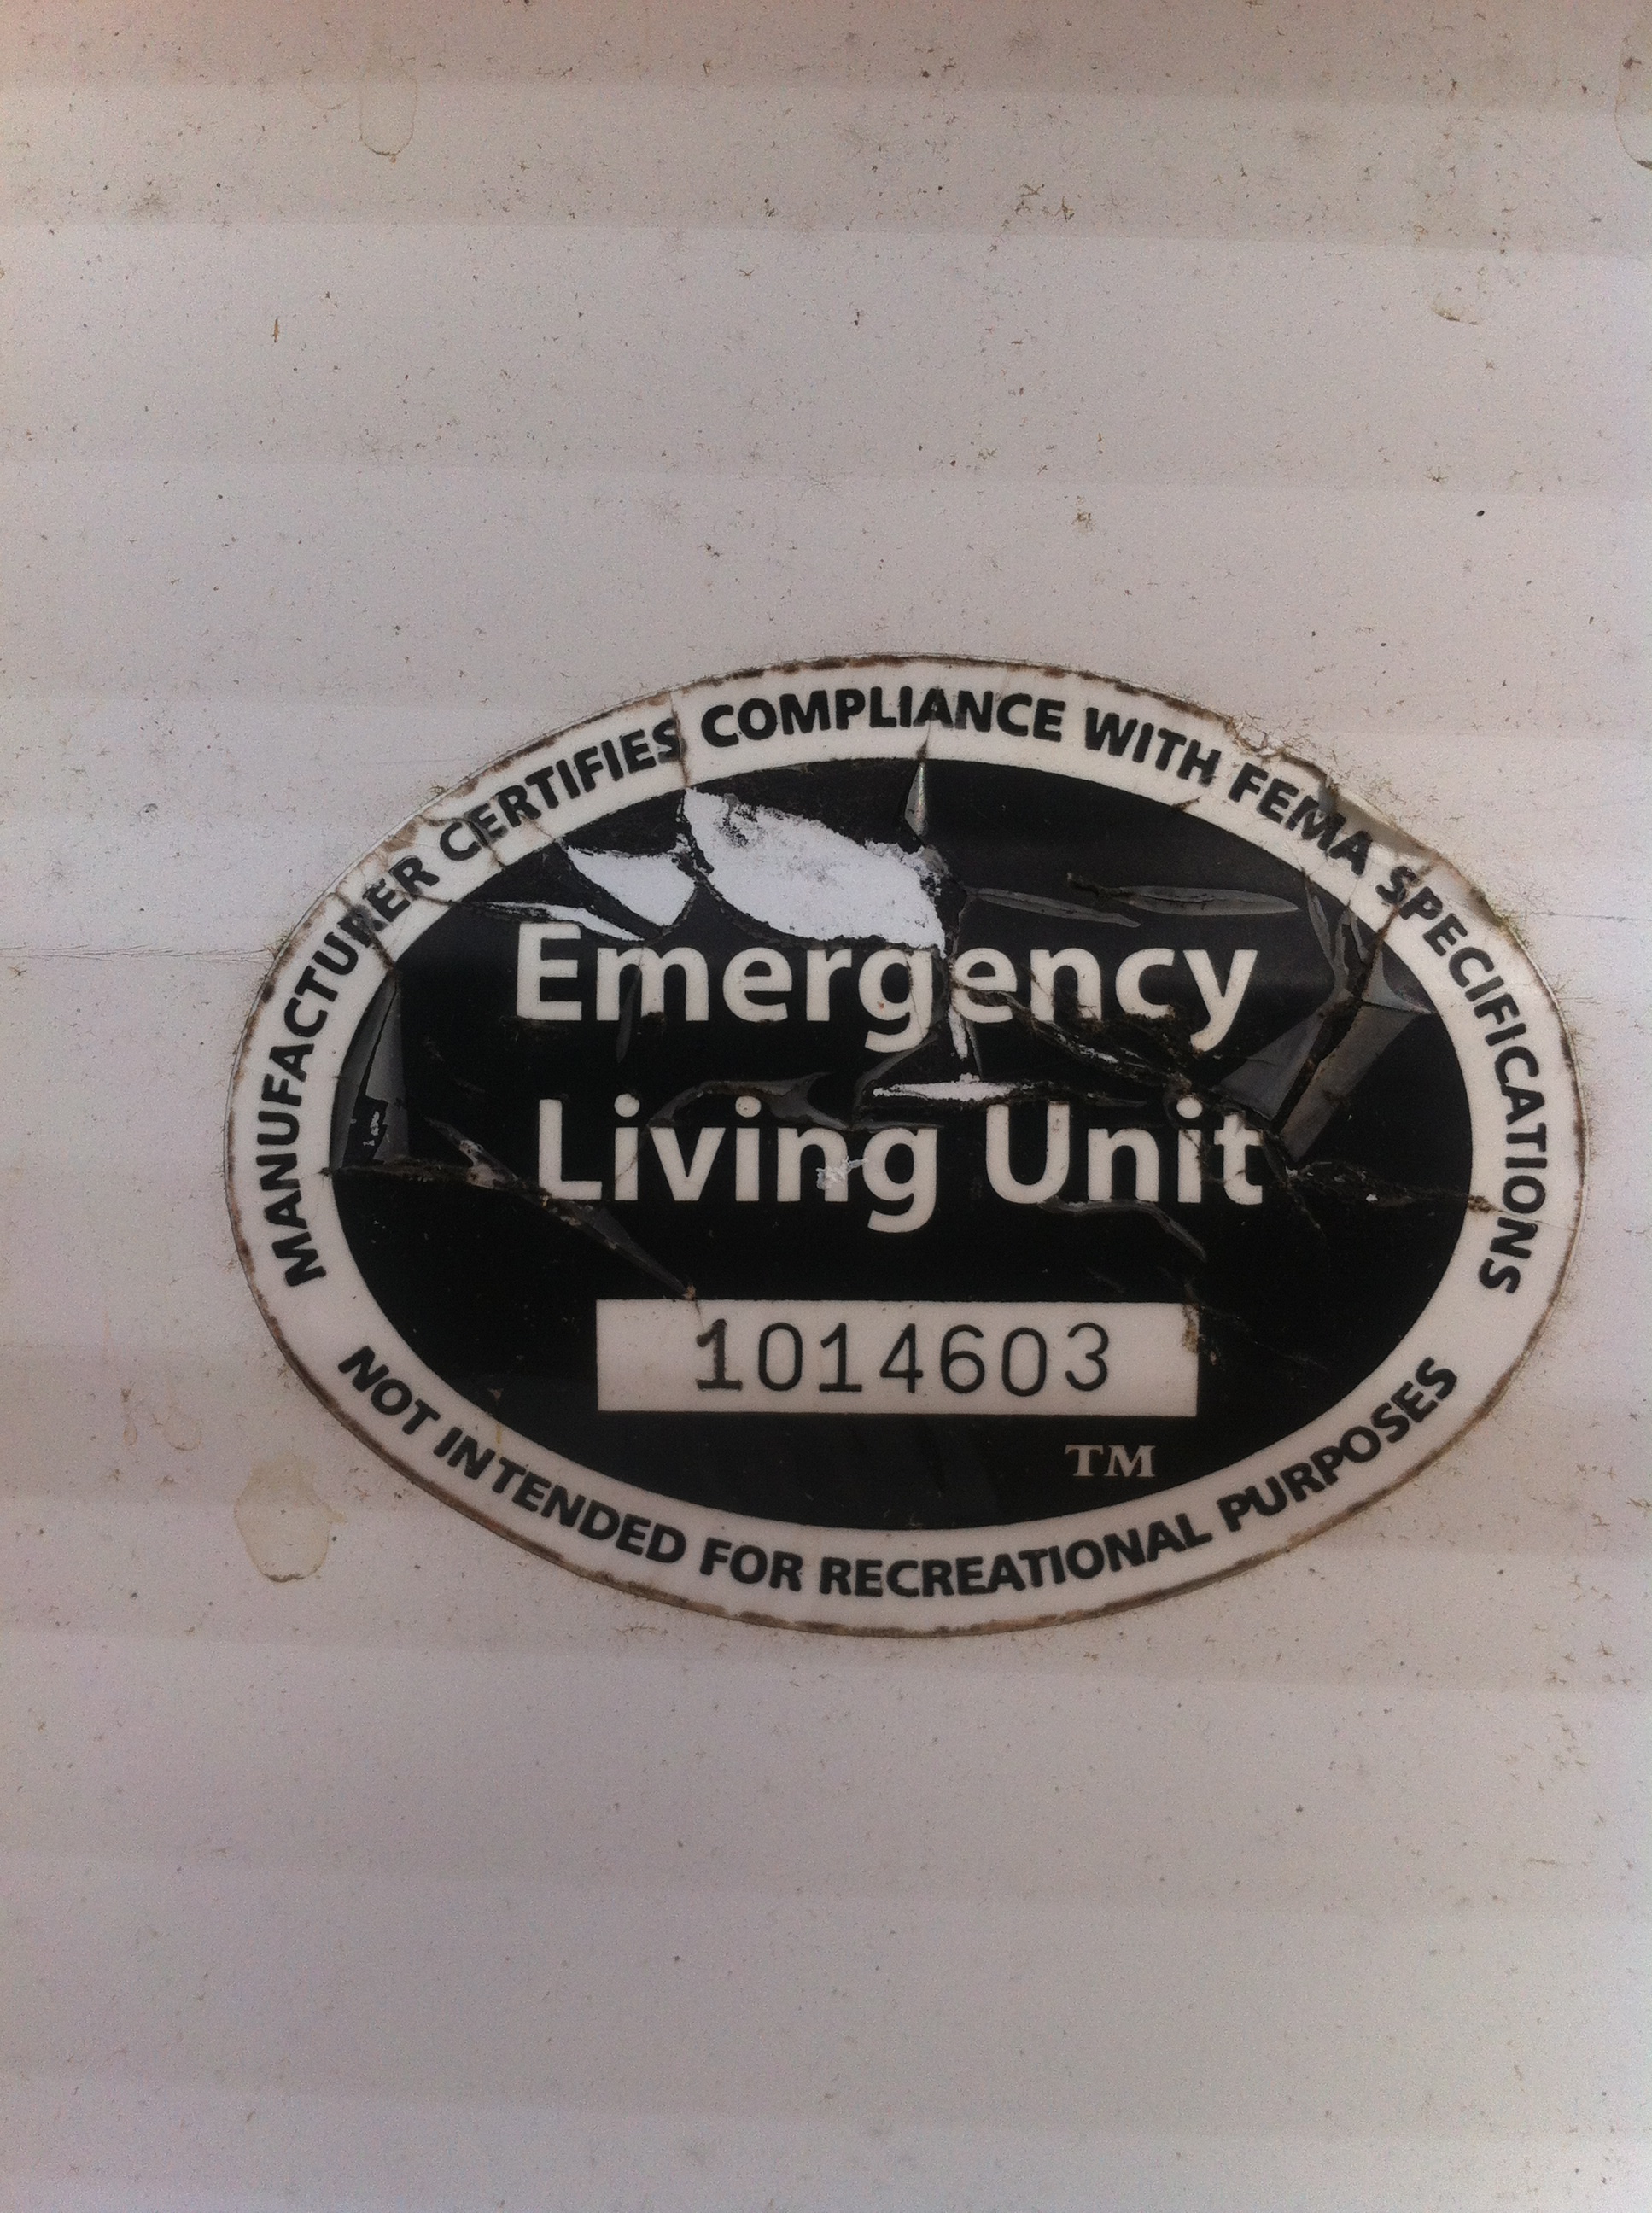 MANUFACTURER CERTIFIES COMPLIANCE WITH FEMA SPECIFICATIONS
Emergency
Living Unit
1014603
TM
NOT INTENDED FOR RECREATIONAL PURPOSES